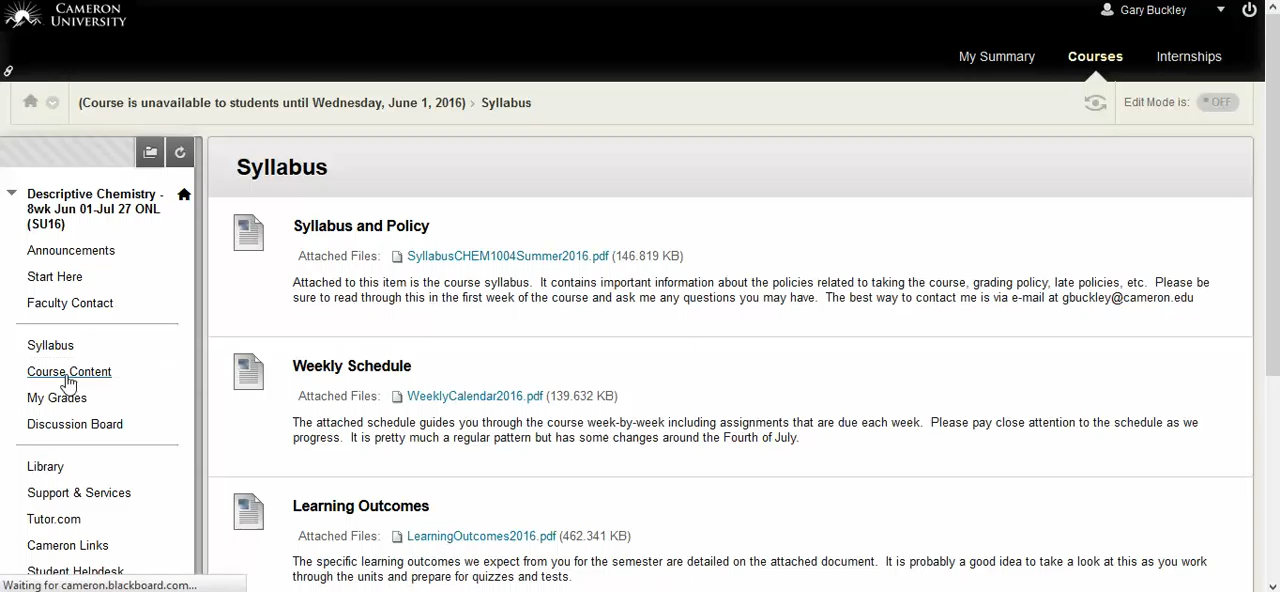 CAMERON
UNIVERSITY
Gary Buckley
My Summary Courses Internships
(Course is unavailable to students until Wednesday, June 1, 2016) › Syllabus
Edit Mode is: OFF
Descriptive Chemistry -
8wk Jun 01-Jul 27 ONL
(SU16)
Announcements
Start Here
Faculty Contact
Syllabus
Course Content
My Grades
Discussion Board
Library
Support & Services
Tutor.com
Cameron Links
Student Helpdesk
Waiting for cameron.blackboard.com...
Syllabus
Syllabus and Policy
Attached Files: SyllabusCHEM1004Summer2016.pdf (146.819 KB)
Attached to this item is the course syllabus. It contains important information about the policies related to taking the course, grading policy, late policies, etc. Please be
sure to read through this in the first week of the course and ask me any questions you may have. The best way to contact me is via e-mail at gbuckley@cameron.edu
Weekly Schedule
Attached Files: WeeklyCalendar2016.pdf (139.632 KB)
The attached schedule guides you through the course week-by-week including assignments that are due each week. Please pay close attention to the schedule as we
progress. It is pretty much a regular pattern but has some changes around the Fourth of July.
Learning Outcomes
Attached Files: LearningOutcomes2016.pdf (462.341 KB)
The specific learning outcomes we expect from you for the semester are detailed on the attached document. It is probably a good idea to take a look at this as you work
through the units and prepare for quizzes and tests.